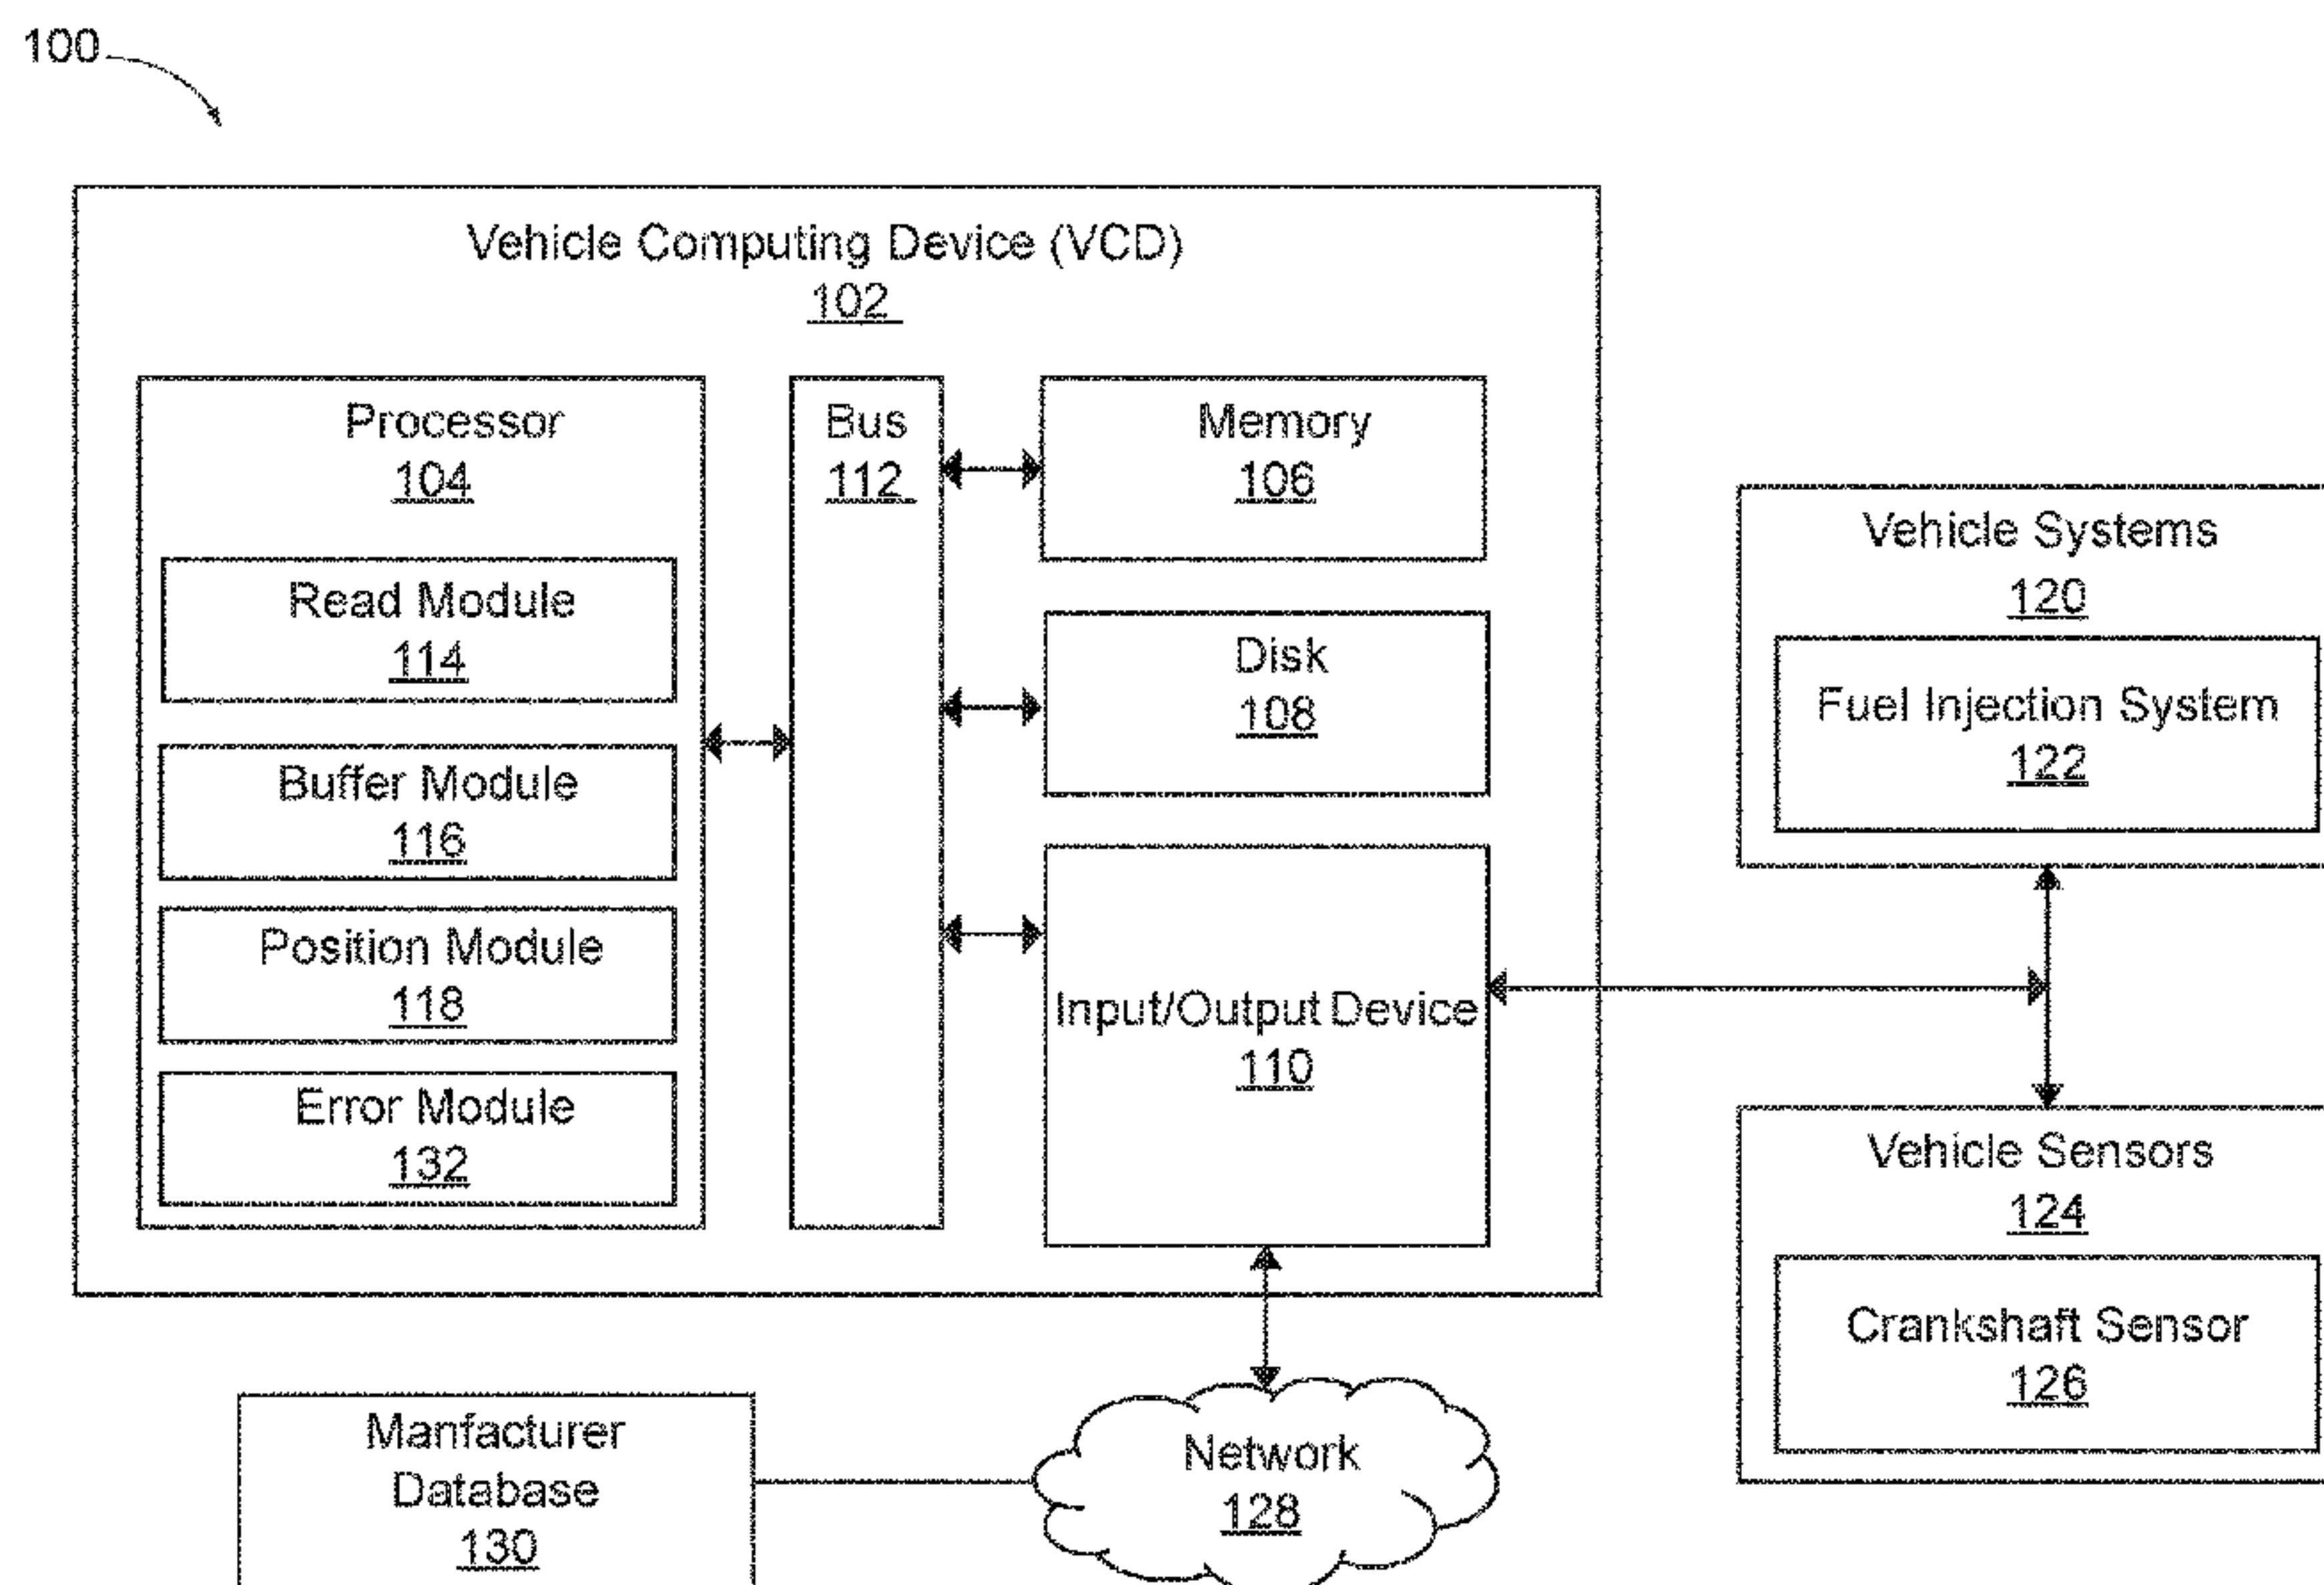 100
Vehicle Computing Device (VCD)
102
Processor
104
Read Module
114
Buffer Module
116
Position Module
118
Error Module
132
Bus
112
Memory
106
Disk
108
Input/Output Device
110
Vehicle Systems
120
Fuel Injection System
122
Vehicle Sensors
124
Crankshaft Sensor
126
Manfacturer
Database
130
Network
128